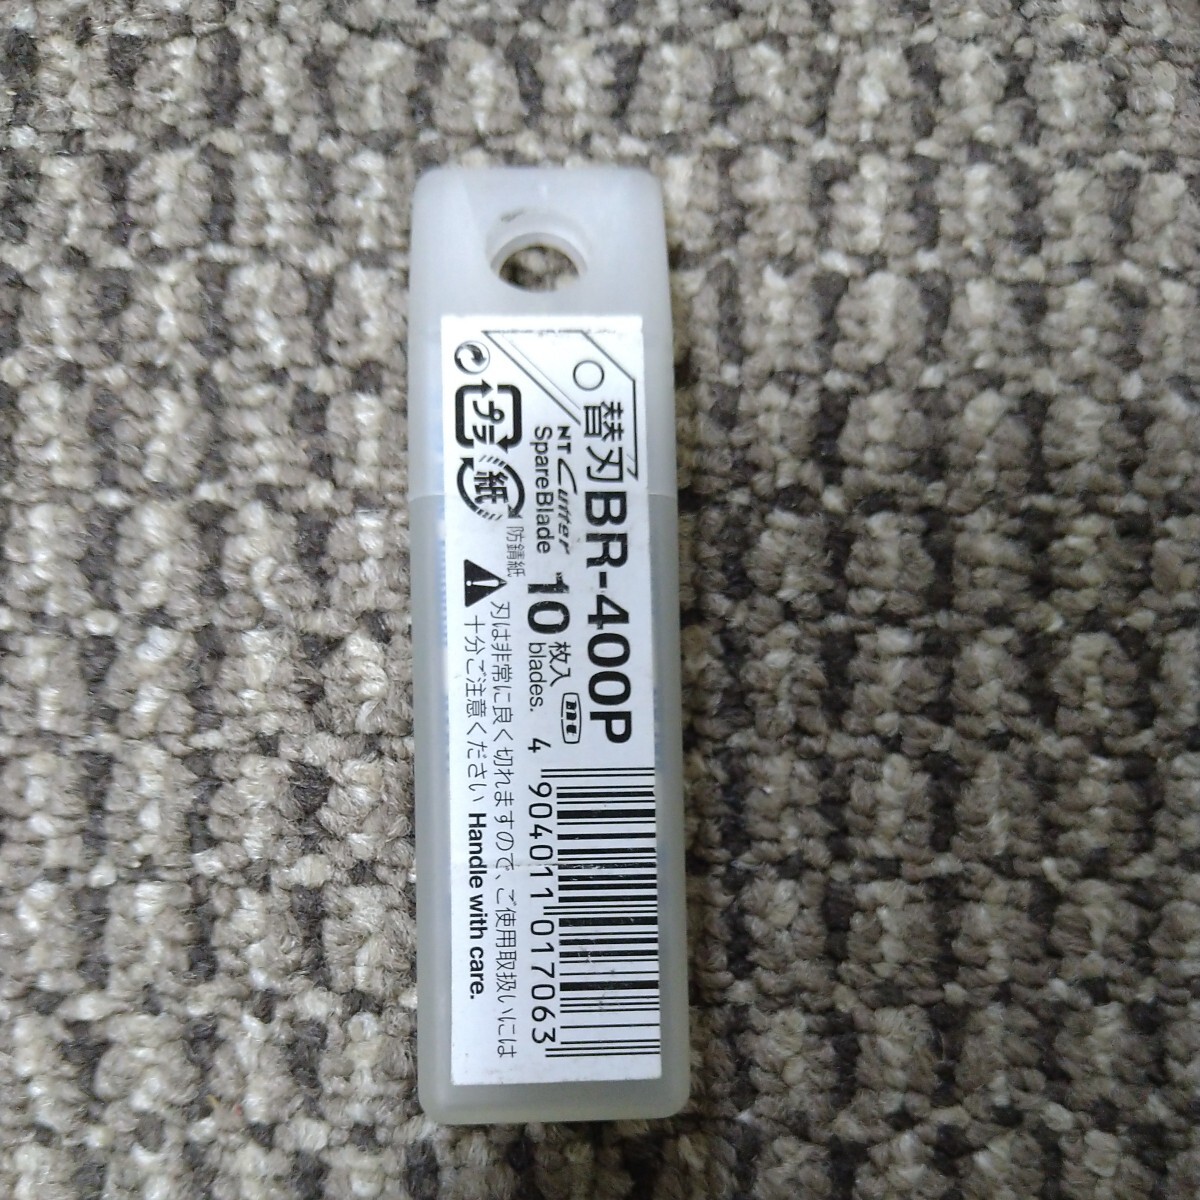 替刃BR-400P
NT Cutter
SpareBlade 10枚入
blades.
プラ
紙
防錆紙
刃は非常に良く切れますので、ご使用取扱いには
十分ご注意ください Handle with care.
4 904011 017063